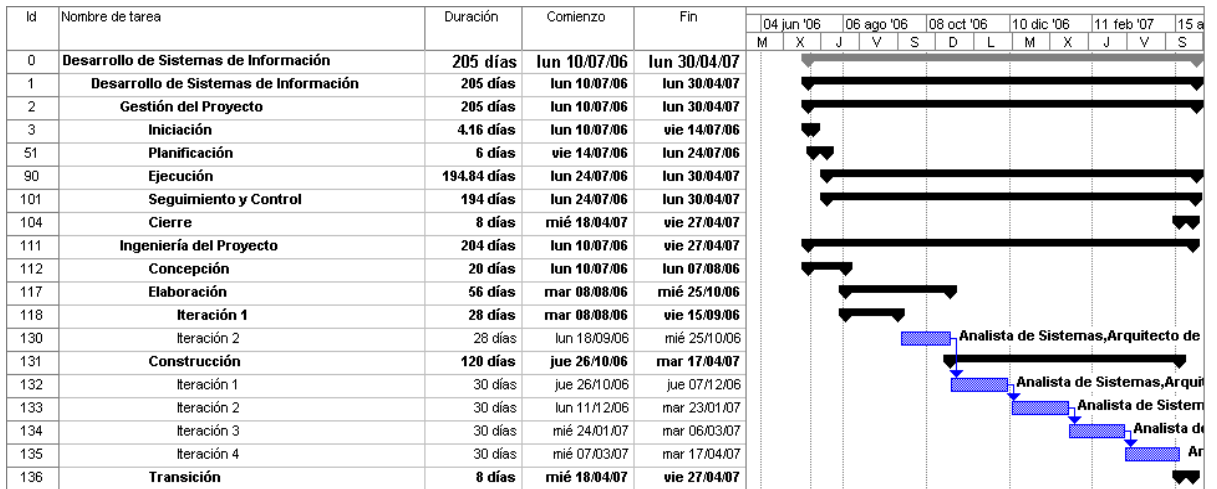 Id Nombre de tarea Duración Comienzo Fin 04 jun '06 06 ago '06 08 oct '06 10 dic '06 11 feb '07 15 a
M X J V S D L M X J V S
0 Desarrollo de Sistemas de Información 205 días lun 10/07/06 lun 30/04/07
1 Desarrollo de Sistemas de Información 205 días lun 10/07/06 lun 30/04/07
2 Gestión del Proyecto 205 días lun 10/07/06 lun 30/04/07
3 Iniciación 4.16 días lun 10/07/06 vie 14/07/06
51 Planificación 6 días vie 14/07/06 lun 24/07/06
90 Ejecución 194.84 días lun 24/07/06 lun 30/04/07
101 Seguimiento y Control 194 días lun 24/07/06 lun 30/04/07
104 Cierre 8 días mié 18/04/07 vie 27/04/07
111 Ingeniería del Proyecto 204 días lun 10/07/06 vie 27/04/07
112 Concepción 20 días lun 10/07/06 lun 07/08/06
117 Elaboración 56 días mar 08/08/06 mié 25/10/06
118 Iteración 1 28 días mar 08/08/06 vie 15/09/06
130 Iteración 2 28 días lun 18/09/06 mié 25/10/06 Analista de Sistemas,Arquitecto de
131 Construcción 120 días jue 26/10/06 mar 17/04/07
132 Iteración 1 30 días jue 26/10/06 jue 07/12/06 Analista de Sistemas,Arquit
133 Iteración 2 30 días lun 11/12/06 mar 23/01/07 Analista de Sistem
134 Iteración 3 30 días mié 24/01/07 mar 06/03/07 Analista de
135 Iteración 4 30 días mié 07/03/07 mar 17/04/07 Ar
136 Transición 8 días mié 18/04/07 vie 27/04/07